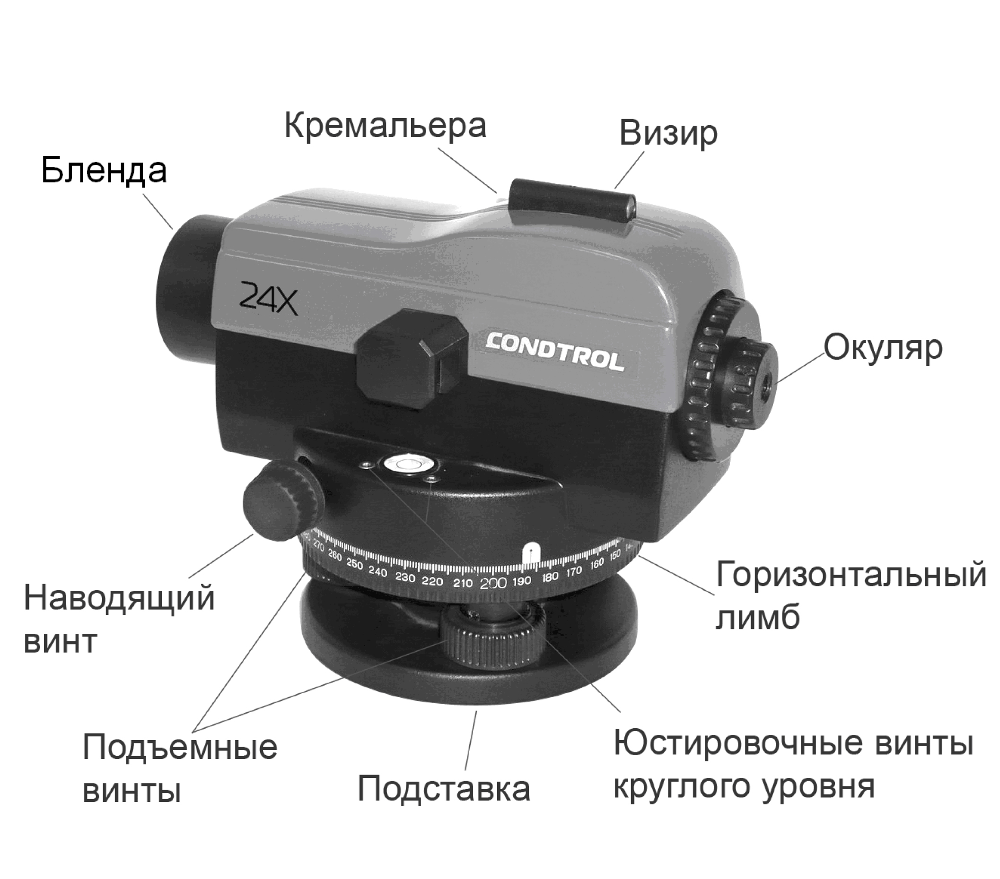 Кремальера
Визир
Бленда
24X
CONDTROL
Окуляр
270 260 250 240 230 220 210 200 190 180 170 160 150
Горизонтальный
лимб
Наводящий
винт
Подъемные
винты
Подставка
Юстировочные винты
круглого уровня